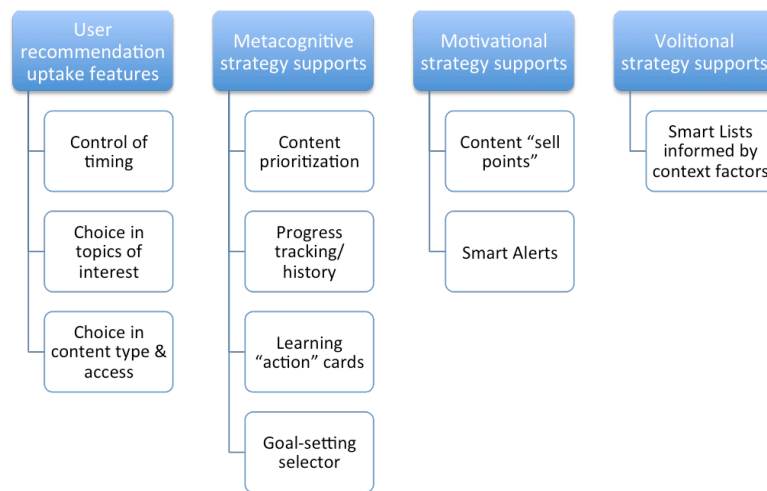 User
recommendation
uptake features
Control of
timing
Choice in
topics of
interest
Choice in
content type &
access
Metacognitive
strategy supports
Content
prioritization
Progress
tracking/
history
Learning
“action” cards
Goal-setting
selector
Motivational
strategy supports
Content “sell
points”
Smart Alerts
Volitional
strategy supports
Smart Lists
informed by
context factors